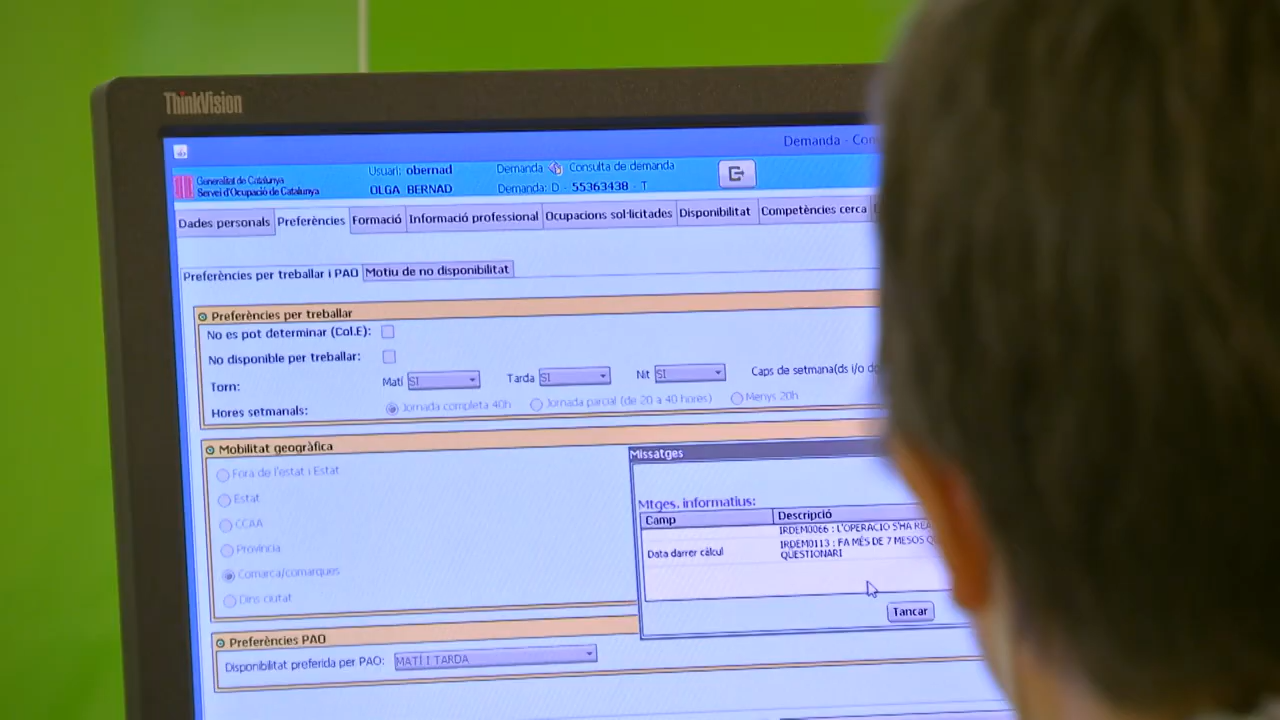 ThinkVision
Demanda - Con
Generalitat de Catalunya
Servei d'Ocupació de Catalunya
Usuari: obernad
OLGA BERNAD
Demanda Consulta de demanda
Demanda: D - 55363438 - T
Dades personals Preferències Formació Informació professional Ocupacions sol·licitades Disponibilitat Competències cerca
Preferències per treballar i PAO Motiu de no disponibilitat
Preferències per treballar
No es pot determinar (Col.E):
No disponible per treballar:
Torn: Matí SI Tarda SI Nit SI Caps de setmana(ds i/o
Hores setmanals: Jornada completa 40h Jornada parcial (de 20 a 40 hores) Menys 20h
Mobilitat geogràfica
Fora de l'estat i Estat
Estat
CCAA
Província
Comarca/comarques
Dins ciutat
Missatges
Mtges. informatius:
Camp Descripció
IRDEM0066 : L'OPERACIO S'HA REA
Data darrer càlcul IRDEM0113 : FA MÉS DE 7 MESOS
QÜESTIONARI
Tancar
Preferències PAO
Disponibilitat preferida per PAO: MATÍ I TARDA